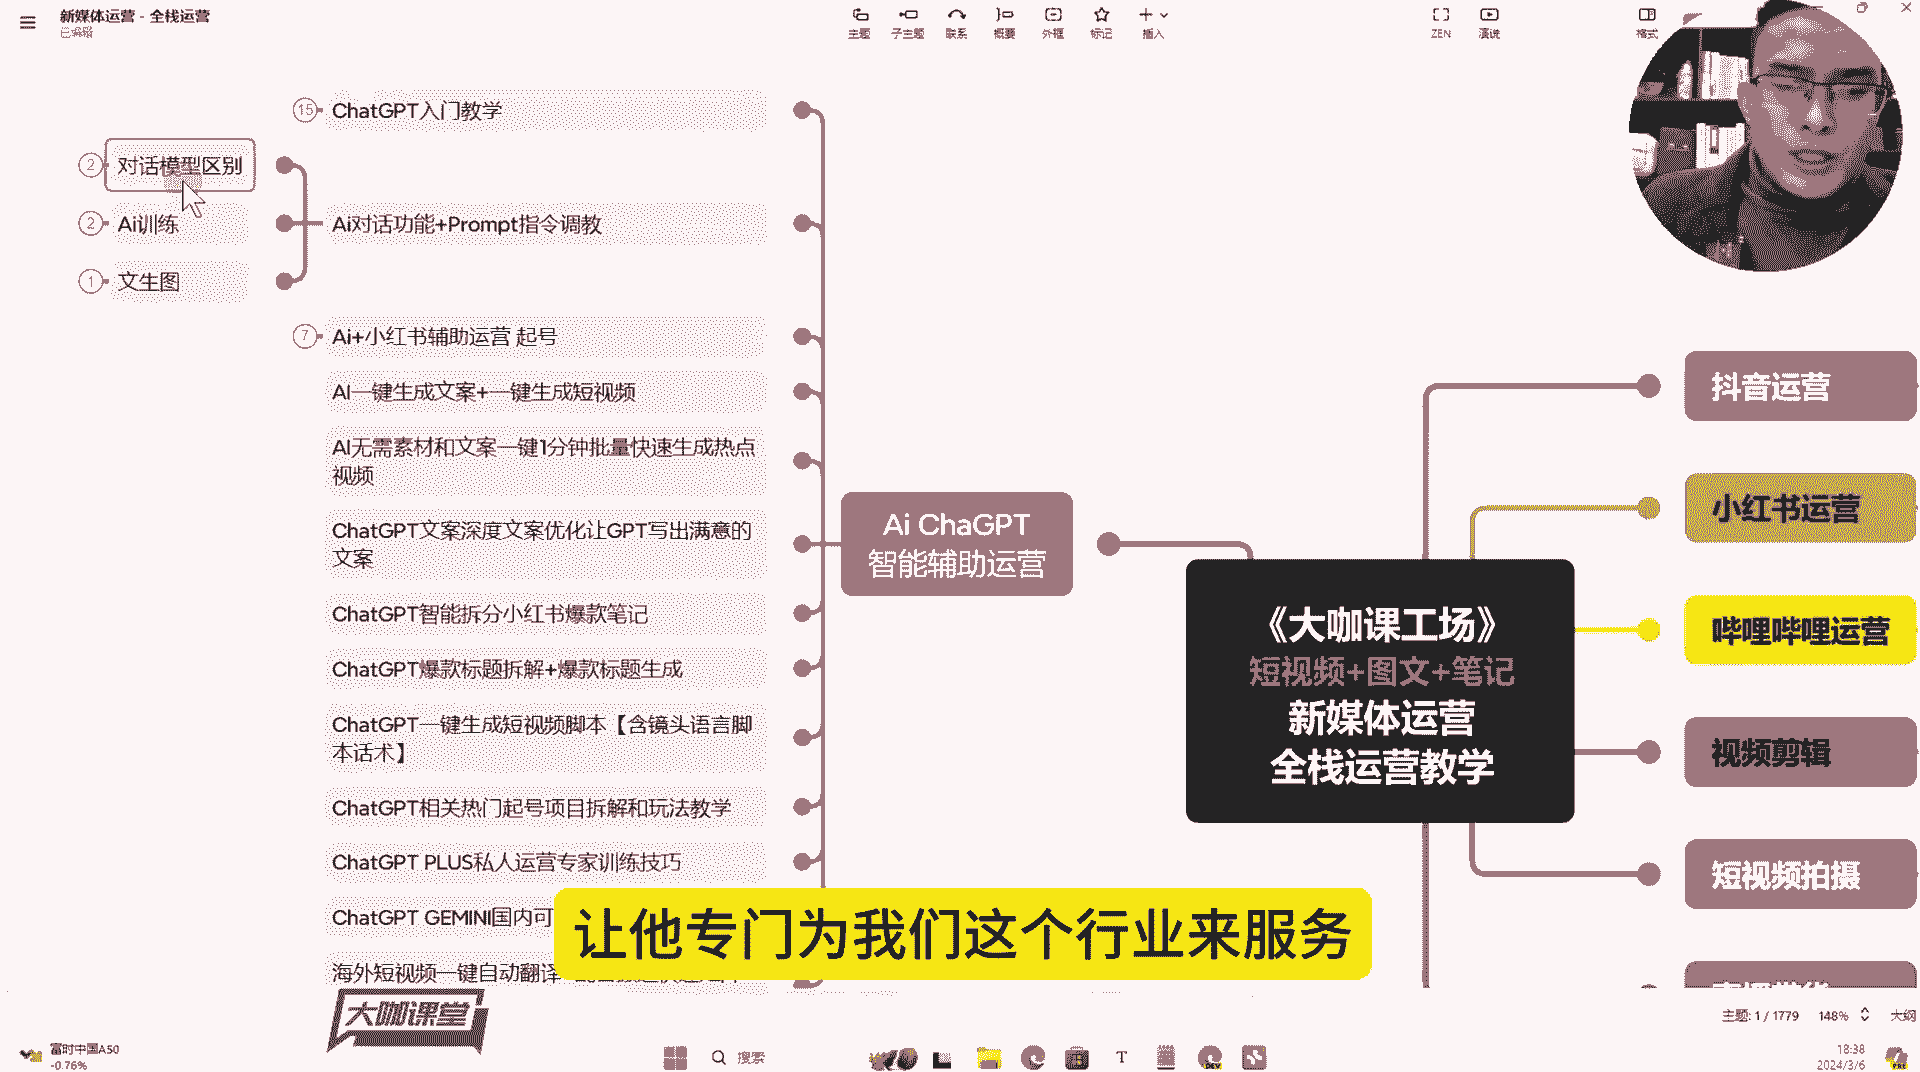 新媒体运营 - 全栈运营
已编辑
主题
子主题
联系
概要
外框
标记
插入
ZEN
演说
格式
15
ChatGPT入门教学
2
对话模型区别
2
Ai训练
1
文生图
Ai对话功能+Prompt指令调教
7
Ai+小红书辅助运营 起号
AI一键生成文案+一键生成短视频
AI无需素材和文案一键1分钟批量快速生成热点
视频
ChatGPT文案深度文案优化让GPT写出满意的
文案
ChatGPT智能拆分小红书爆款笔记
ChatGPT爆款标题拆解+爆款标题生成
ChatGPT一键生成短视频脚本【含镜头语言脚
本话术】
ChatGPT相关热门起号项目拆解和玩法教学
ChatGPT PLUS私人运营专家训练技巧
ChatGPT GEMINI国内可
海外短视频一键自动翻译
Ai ChaGPT
智能辅助运营
《大咖课工场》
短视频+图文+笔记
新媒体运营
全栈运营教学
抖音运营
小红书运营
哔哩哔哩运营
视频剪辑
短视频拍摄
让他专门为我们这个行业来服务
大咖课堂
主题: 1 / 1779
148%
大纲
富时中国A50
-0.76%
搜索
18:38
2024/3/6